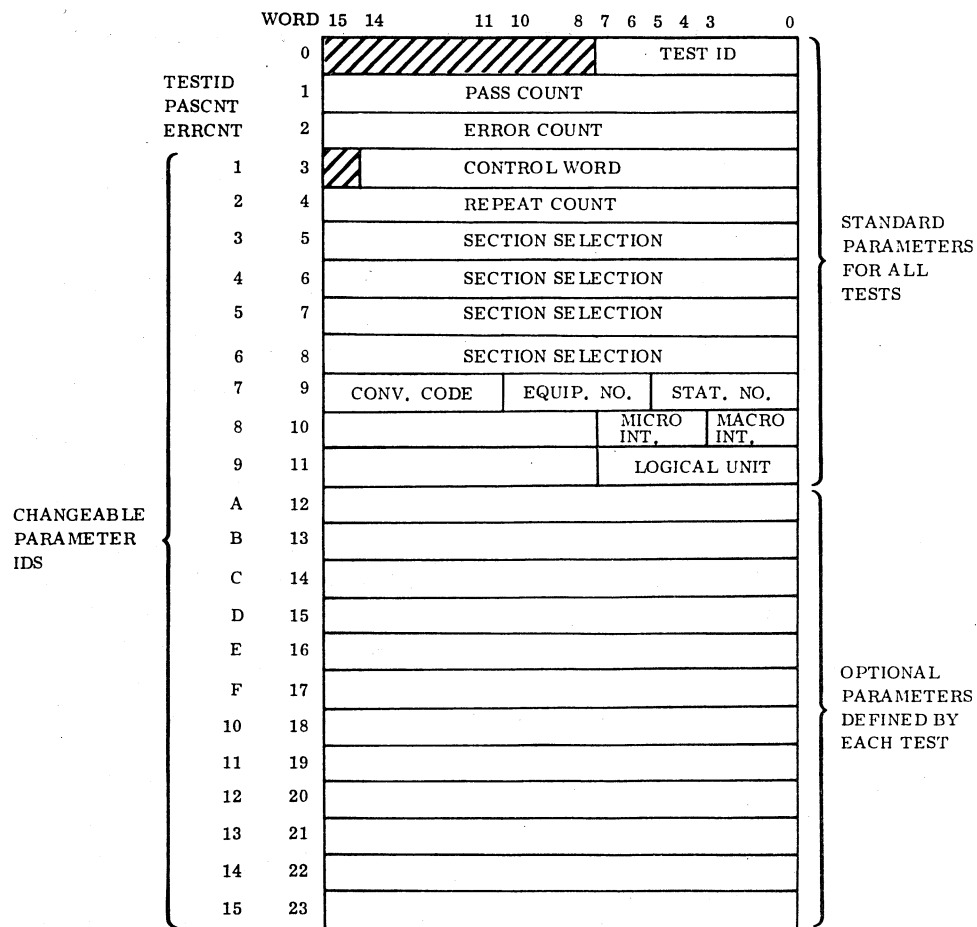 WORD 15 14 11 10 8 7 6 5 4 3 0
0 TEST ID
TESTID
1 PASS COUNT
PASCNT
ERRCNT 2 ERROR COUNT
1 3 CONTROL WORD
2 4 REPEAT COUNT
3 5 SECTION SELECTION
4 6 SECTION SELECTION
5 7 SECTION SELECTION
6 8 SECTION SELECTION
7 9 CONV. CODE EQUIP. NO. STAT. NO.
8 10 MICRO INT. MACRO INT.
9 11 LOGICAL UNIT
STANDARD
PARAMETERS
FOR ALL
TESTS
A 12
B 13
C 14
D 15
E 16
F 17
10 18
11 19
12 20
13 21
14 22
15 23
CHANGEABLE
PARAMETER
IDS
OPTIONAL
PARAMETERS
DEFINED BY
EACH TEST